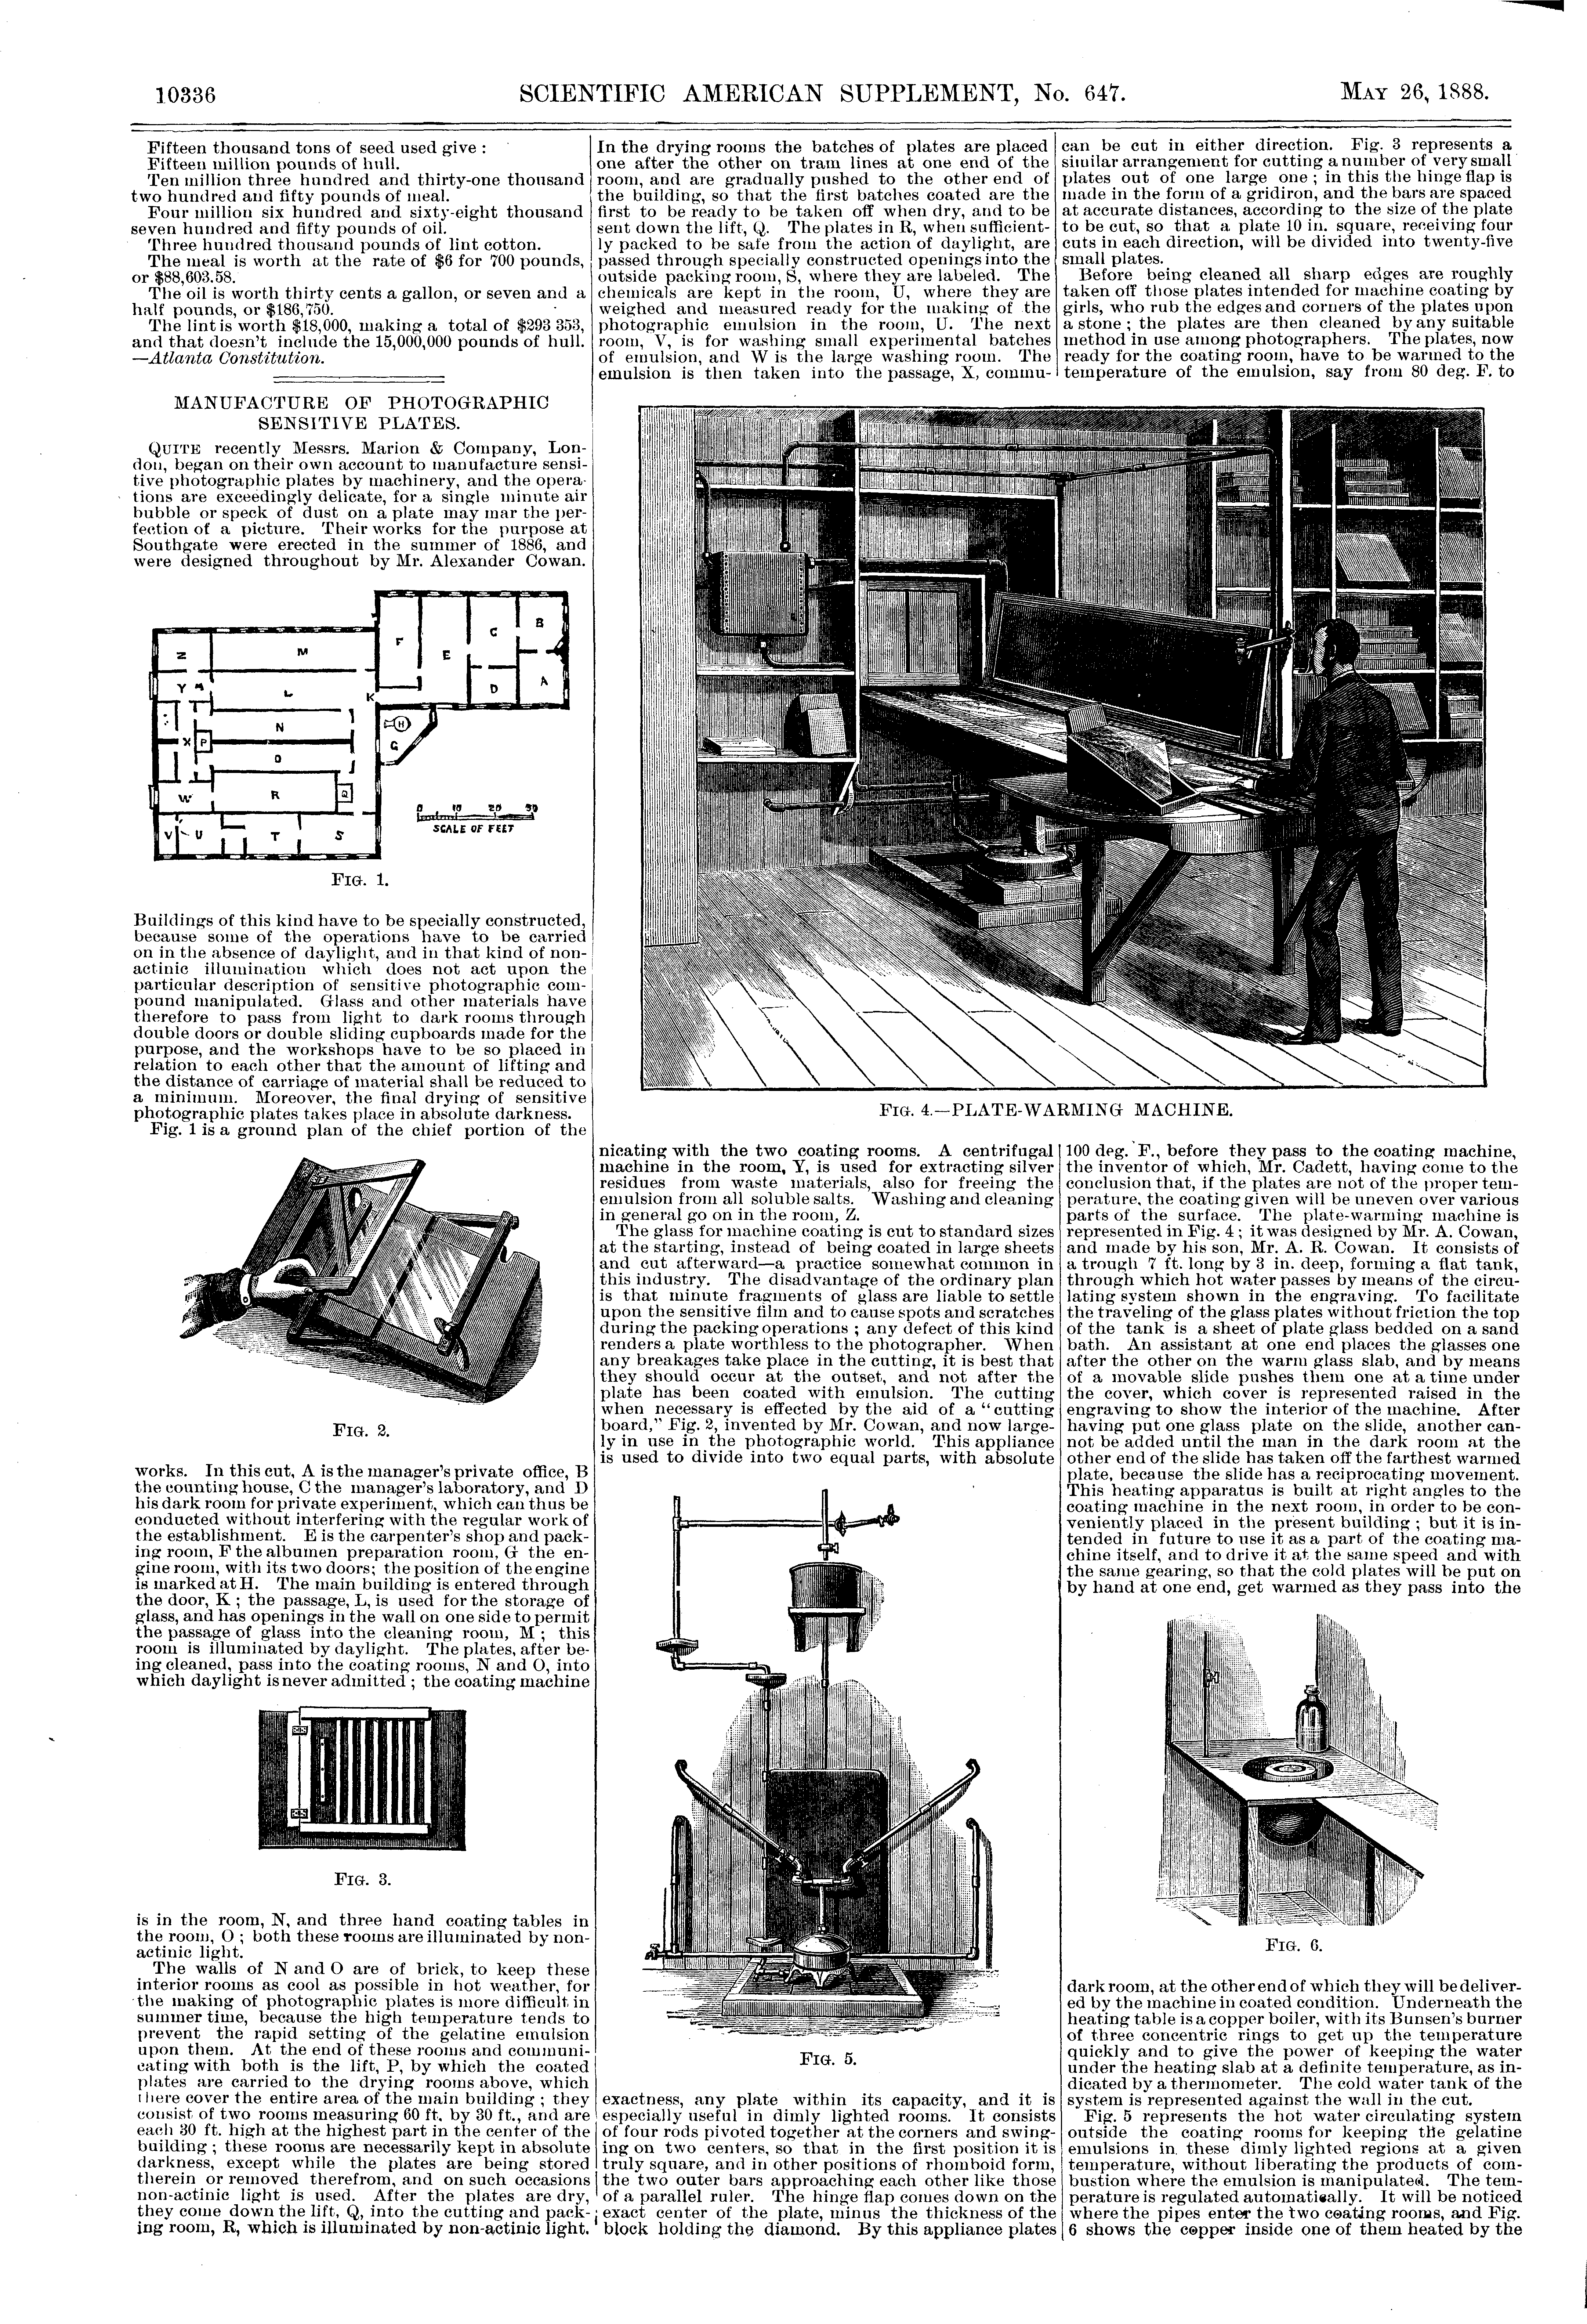 10336
SCIENTIFIC AMERICAN SUPPLEMENT, No. 647.
MAY 26, 1888.
Fifteen thousand tons of seed used give :
Fifteen million pounds of hull.
Ten million three hundred and thirty-one thousand
two hundred and fifty pounds of meal.
Four million six hundred and sixty-eight thousand
seven hundred and fifty pounds of oil.
Three hundred thousand pounds of lint cotton.
The meal is worth at the rate of $6 for 700 pounds,
or $88,603.58.
The oil is worth thirty cents a gallon, or seven and a
half pounds, or $186,750.
The lint is worth $18,000, making a total of $293 353,
and that doesn't include the 15,000,000 pounds of hull.
—Atlanta Constitution.
MANUFACTURE OF PHOTOGRAPHIC
SENSITIVE PLATES.
QUITE recently Messrs. Marion & Company, Lon-
don, began on their own account to manufacture sensi-
tive photographic plates by machinery, and the opera-
tions are exceedingly delicate, for a single minute air
bubble or speck of dust on a plate may mar the per-
fection of a picture. Their works for the purpose at
Southgate were erected in the summer of 1886, and
were designed throughout by Mr. Alexander Cowan.
Z
M
F
E
C
B
D
A
Y
L
K
N
H
G
X
P
O
W
R
Q
V
U
T
S
0 10 20 30
SCALE OF FEET
FIG. 1.
Buildings of this kind have to be specially constructed,
because some of the operations have to be carried
on in the absence of daylight, and in that kind of non-
actinic illumination which does not act upon the
particular description of sensitive photographic com-
pound manipulated. Glass and other materials have
therefore to pass from light to dark rooms through
double doors or double sliding cupboards made for the
purpose, and the workshops have to be so placed in
relation to each other that the amount of lifting and
the distance of carriage of material shall be reduced to
a minimum. Moreover, the final drying of sensitive
photographic plates takes place in absolute darkness.
Fig. 1 is a ground plan of the chief portion of the
FIG. 2.
works. In this cut, A is the manager's private office, B
the counting house, C the manager's laboratory, and D
his dark room for private experiment, which can thus be
conducted without interfering with the regular work of
the establishment. E is the carpenter's shop and pack-
ing room, F the albumen preparation room, G the en-
gine room, with its two doors; the position of the engine
is marked at H. The main building is entered through
the door, K ; the passage, L, is used for the storage of
glass, and has openings in the wall on one side to permit
the passage of glass into the cleaning room, M ; this
room is illuminated by daylight. The plates, after be-
ing cleaned, pass into the coating rooms, N and O, into
which daylight is never admitted ; the coating machine
FIG. 3.
is in the room, N, and three hand coating tables in
the room, O ; both these rooms are illuminated by non-
actinic light.
The walls of N and O are of brick, to keep these
interior rooms as cool as possible in hot weather, for
the making of photographic plates is more difficult in
summer time, because the high temperature tends to
prevent the rapid setting of the gelatine emulsion
upon them. At the end of these rooms and communi-
cating with both is the lift, P, by which the coated
plates are carried to the drying rooms above, which
there cover the entire area of the main building ; they
consist of two rooms measuring 60 ft. by 30 ft., and are
each 30 ft. high at the highest part in the center of the
building ; these rooms are necessarily kept in absolute
darkness, except while the plates are being stored
therein or removed therefrom, and on such occasions
non-actinic light is used. After the plates are dry,
they come down the lift, Q, into the cutting and pack-
ing room, R, which is illuminated by non-actinic light.
In the drying rooms the batches of plates are placed
one after the other on tram lines at one end of the
room, and are gradually pushed to the other end of
the building, so that the first batches coated are the
first to be ready to be taken off when dry, and to be
sent down the lift, Q. The plates in R, when sufficient-
ly packed to be safe from the action of daylight, are
passed through specially constructed openings into the
outside packing room, S, where they are labeled. The
chemicals are kept in the room, U, where they are
weighed and measured ready for the making of the
photographic emulsion in the room, U. The next
room, V, is for washing small experimental batches
of emulsion, and W is the large washing room. The
emulsion is then taken into the passage, X, commu-
FIG. 4.—PLATE-WARMING MACHINE.
nicating with the two coating rooms. A centrifugal
machine in the room, Y, is used for extracting silver
residues from waste materials, also for freeing the
emulsion from all soluble salts. Washing and cleaning
in general go on in the room, Z.
The glass for machine coating is cut to standard sizes
at the starting, instead of being coated in large sheets
and cut afterward—a practice somewhat common in
this industry. The disadvantage of the ordinary plan
is that minute fragments of glass are liable to settle
upon the sensitive film and to cause spots and scratches
during the packing operations ; any defect of this kind
renders a plate worthless to the photographer. When
any breakages take place in the cutting, it is best that
they should occur at the outset, and not after the
plate has been coated with emulsion. The cutting
when necessary is effected by the aid of a "cutting
board," Fig. 2, invented by Mr. Cowan, and now large-
ly in use in the photographic world. This appliance
is used to divide into two equal parts, with absolute
FIG. 5.
exactness, any plate within its capacity, and it is
especially useful in dimly lighted rooms. It consists
of four rods pivoted together at the corners and swing-
ing on two centers, so that in the first position it is
truly square, and in other positions of rhomboid form,
the two outer bars approaching each other like those
of a parallel ruler. The hinge flap comes down on the
exact center of the plate, minus the thickness of the
block holding the diamond. By this appliance plates
can be cut in either direction. Fig. 3 represents a
similar arrangement for cutting a number of very small
plates out of one large one ; in this the hinge flap is
made in the form of a gridiron, and the bars are spaced
at accurate distances, according to the size of the plate
to be cut, so that a plate 10 in. square, receiving four
cuts in each direction, will be divided into twenty-five
small plates.
Before being cleaned all sharp edges are roughly
taken off those plates intended for machine coating by
girls, who rub the edges and corners of the plates upon
a stone ; the plates are then cleaned by any suitable
method in use among photographers. The plates, now
ready for the coating room, have to be warmed to the
temperature of the emulsion, say from 80 deg. F. to
100 deg. F., before they pass to the coating machine,
the inventor of which, Mr. Cadett, having come to the
conclusion that, if the plates are not of the proper tem-
perature, the coating given will be uneven over various
parts of the surface. The plate-warming machine is
represented in Fig. 4 ; it was designed by Mr. A. Cowan,
and made by his son, Mr. A. R. Cowan. It consists of
a trough 7 ft. long by 3 in. deep, forming a flat tank,
through which hot water passes by means of the circu-
lating system shown in the engraving. To facilitate
the traveling of the glass plates without friction the top
of the tank is a sheet of plate glass bedded on a sand
bath. An assistant at one end places the glasses one
after the other on the warm glass slab, and by means
of a movable slide pushes them one at a time under
the cover, which cover is represented raised in the
engraving to show the interior of the machine. After
having put one glass plate on the slide, another can-
not be added until the man in the dark room at the
other end of the slide has taken off the farthest warmed
plate, because the slide has a reciprocating movement.
This heating apparatus is built at right angles to the
coating machine in the next room, in order to be con-
veniently placed in the present building ; but it is in-
tended in future to use it as a part of the coating ma-
chine itself, and to drive it at the same speed and with
the same gearing, so that the cold plates will be put on
by hand at one end, get warmed as they pass into the
FIG. 6.
dark room, at the other end of which they will be deliver-
ed by the machine in coated condition. Underneath the
heating table is a copper boiler, with its Bunsen's burner
of three concentric rings to get up the temperature
quickly and to give the power of keeping the water
under the heating slab at a definite temperature, as in-
dicated by a thermometer. The cold water tank of the
system is represented against the wall in the cut.
Fig. 5 represents the hot water circulating system
outside the coating rooms for keeping the gelatine
emulsions in these dimly lighted regions at a given
temperature, without liberating the products of com-
bustion where the emulsion is manipulated. The tem-
perature is regulated automatically. It will be noticed
where the pipes enter the two coating rooms, and Fig.
6 shows the copper inside one of them heated by the